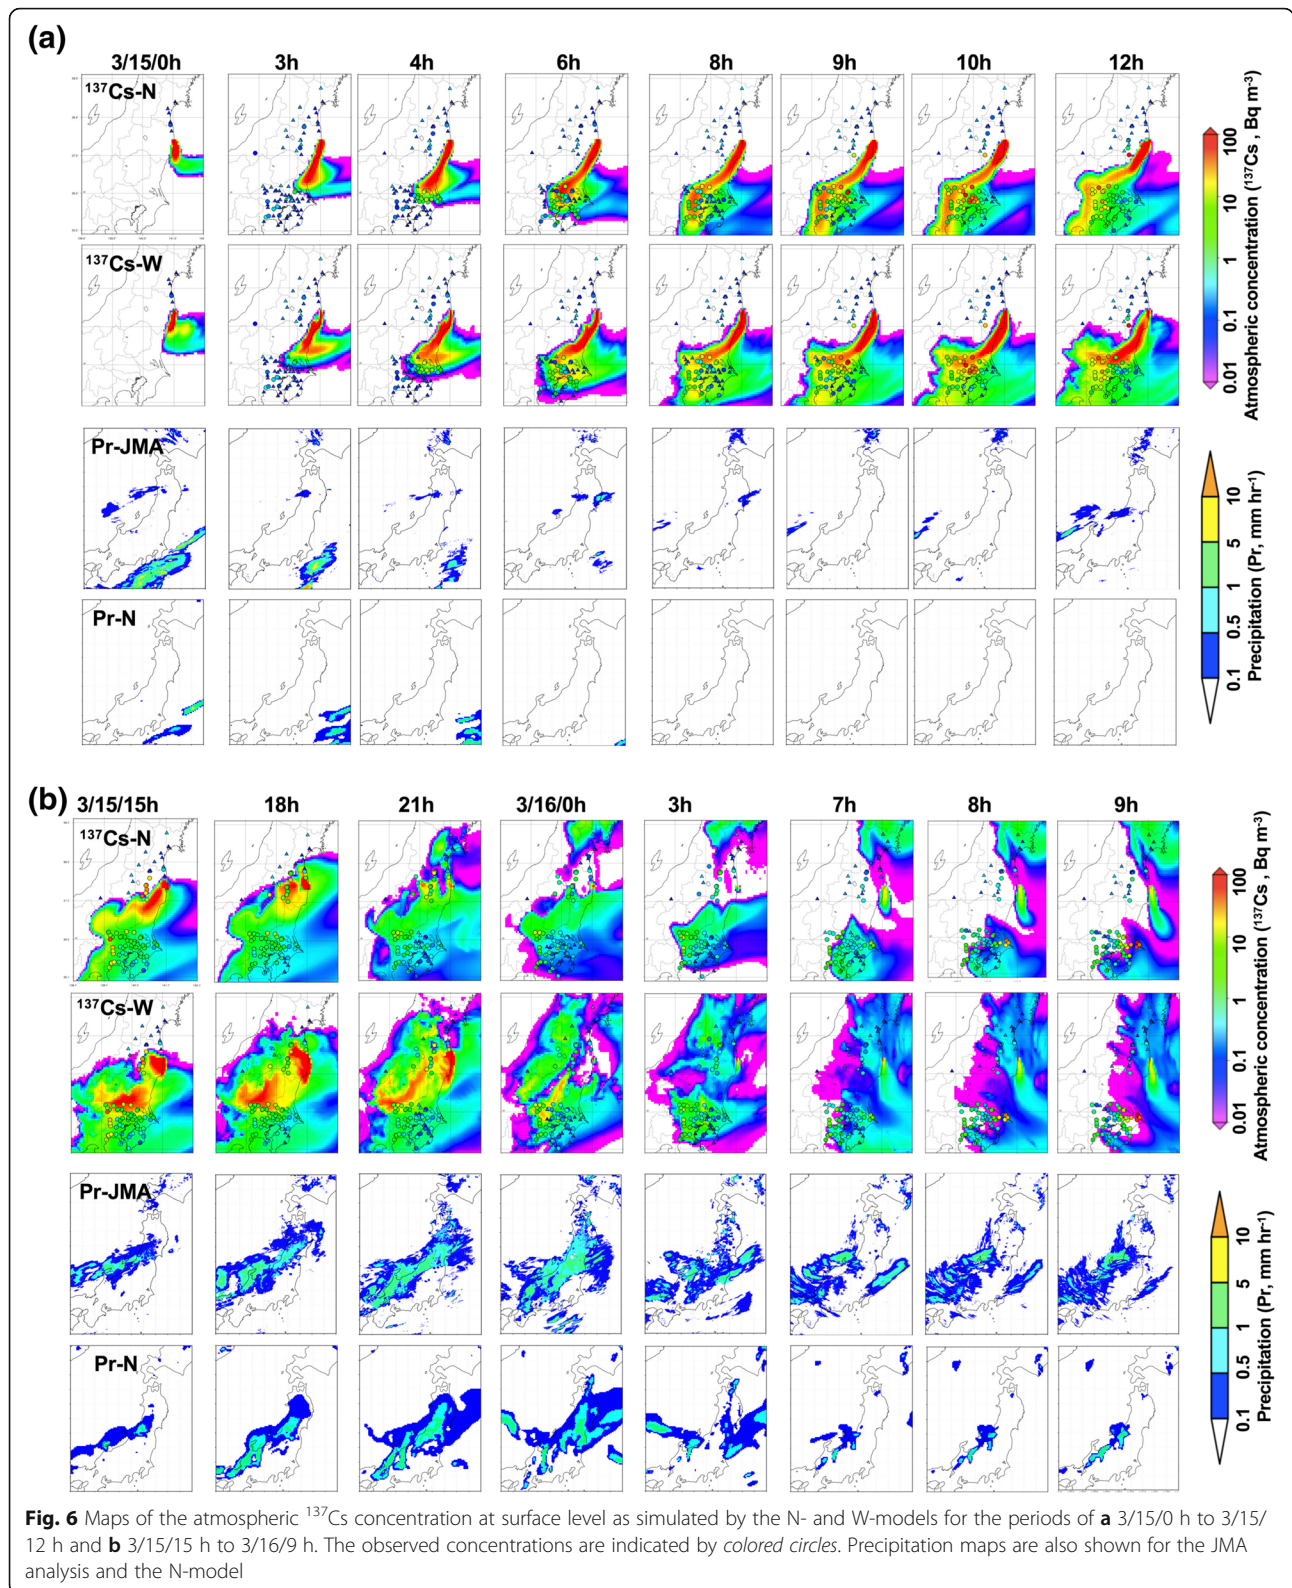 (a)
3/15/0h 3h 4h 6h 8h 9h 10h 12h
¹³⁷Cs-N
¹³⁷Cs-W
100
10
1
0.1
0.01
Atmospheric concentration (¹³⁷Cs , Bq m⁻³)
Pr-JMA
Pr-N
10
5
1
0.5
0.1
Precipitation (Pr, mm hr⁻¹)
(b)
3/15/15h 18h 21h 3/16/0h 3h 7h 8h 9h
¹³⁷Cs-N
¹³⁷Cs-W
100
10
1
0.1
0.01
Atmospheric concentration (¹³⁷Cs, Bq m⁻³)
Pr-JMA
Pr-N
10
5
1
0.5
0.1
Precipitation (Pr, mm hr⁻¹)
Fig. 6 Maps of the atmospheric ¹³⁷Cs concentration at surface level as simulated by the N- and W-models for the periods of a 3/15/0 h to 3/15/
12 h and b 3/15/15 h to 3/16/9 h. The observed concentrations are indicated by colored circles. Precipitation maps are also shown for the JMA
analysis and the N-model